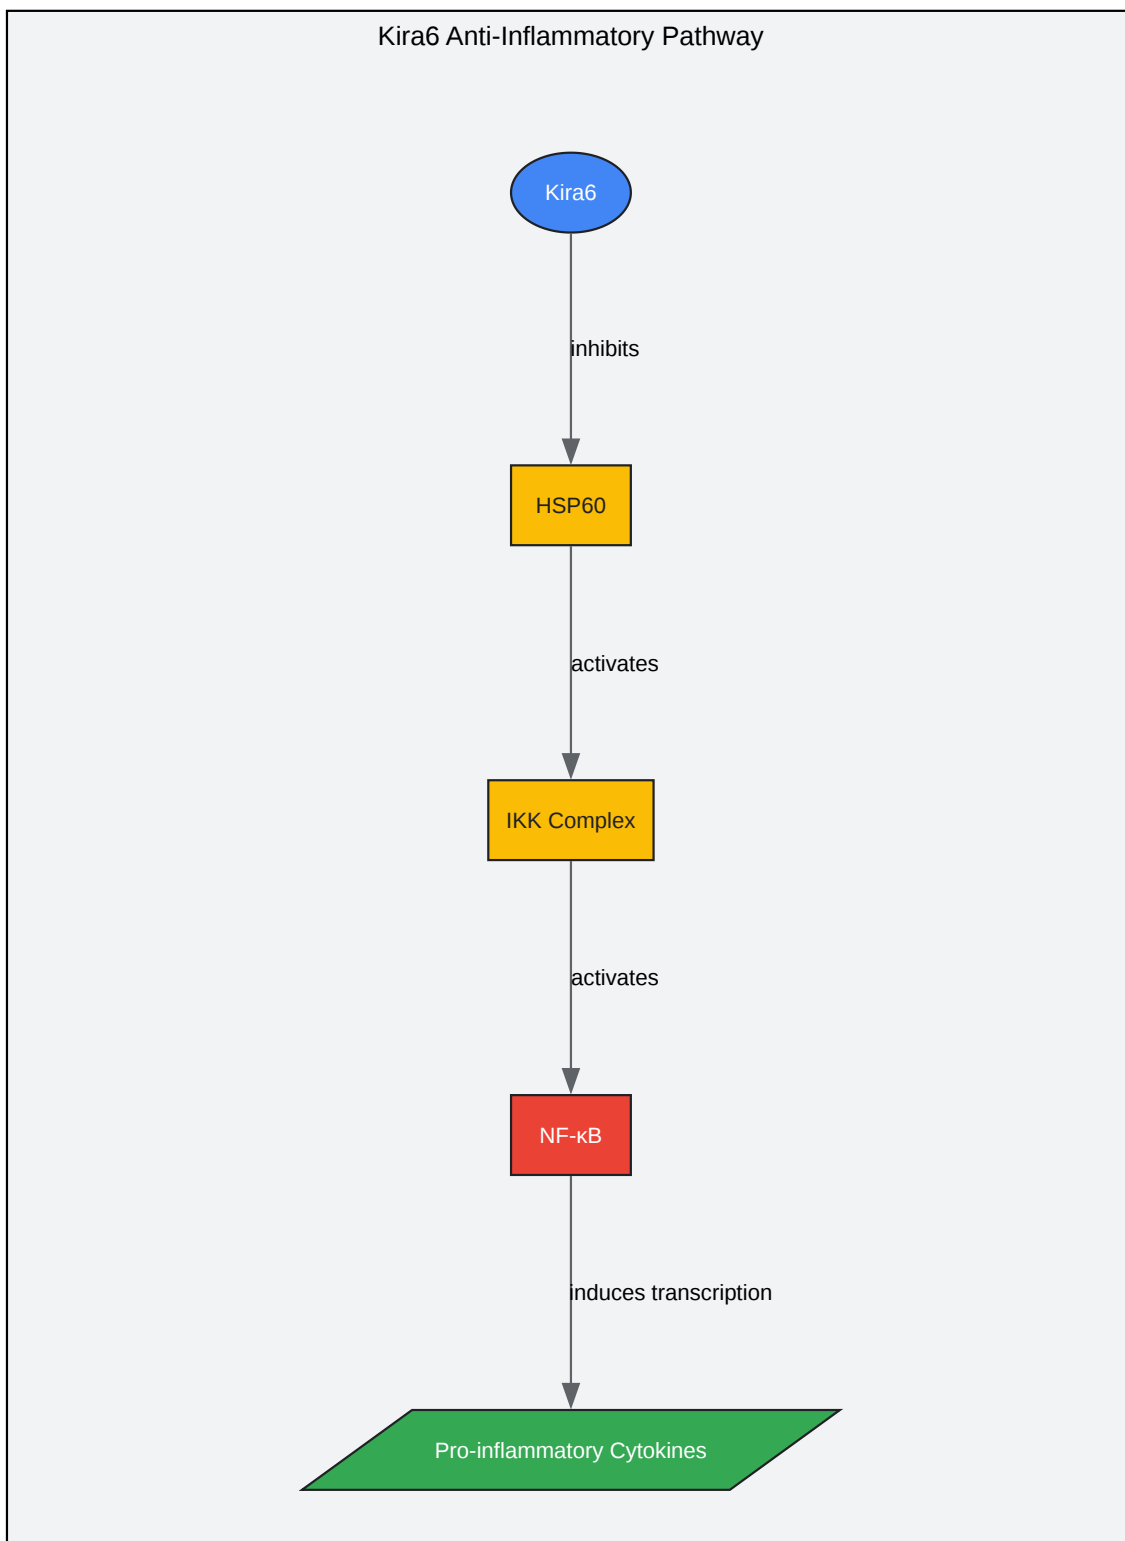 Kira6 Anti-Inflammatory Pathway
Kira6
inhibits
HSP60
activates
IKK Complex
activates
NF-κB
induces transcription
Pro-inflammatory Cytokines